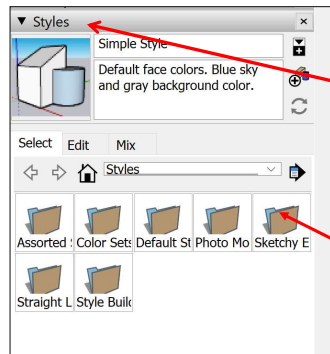 Styles
Simple Style
Default face colors. Blue sky
and gray background color.
Select Edit Mix
Styles
Assorted S Color Sets Default St Photo Mo Sketchy E
Straight L Style Build